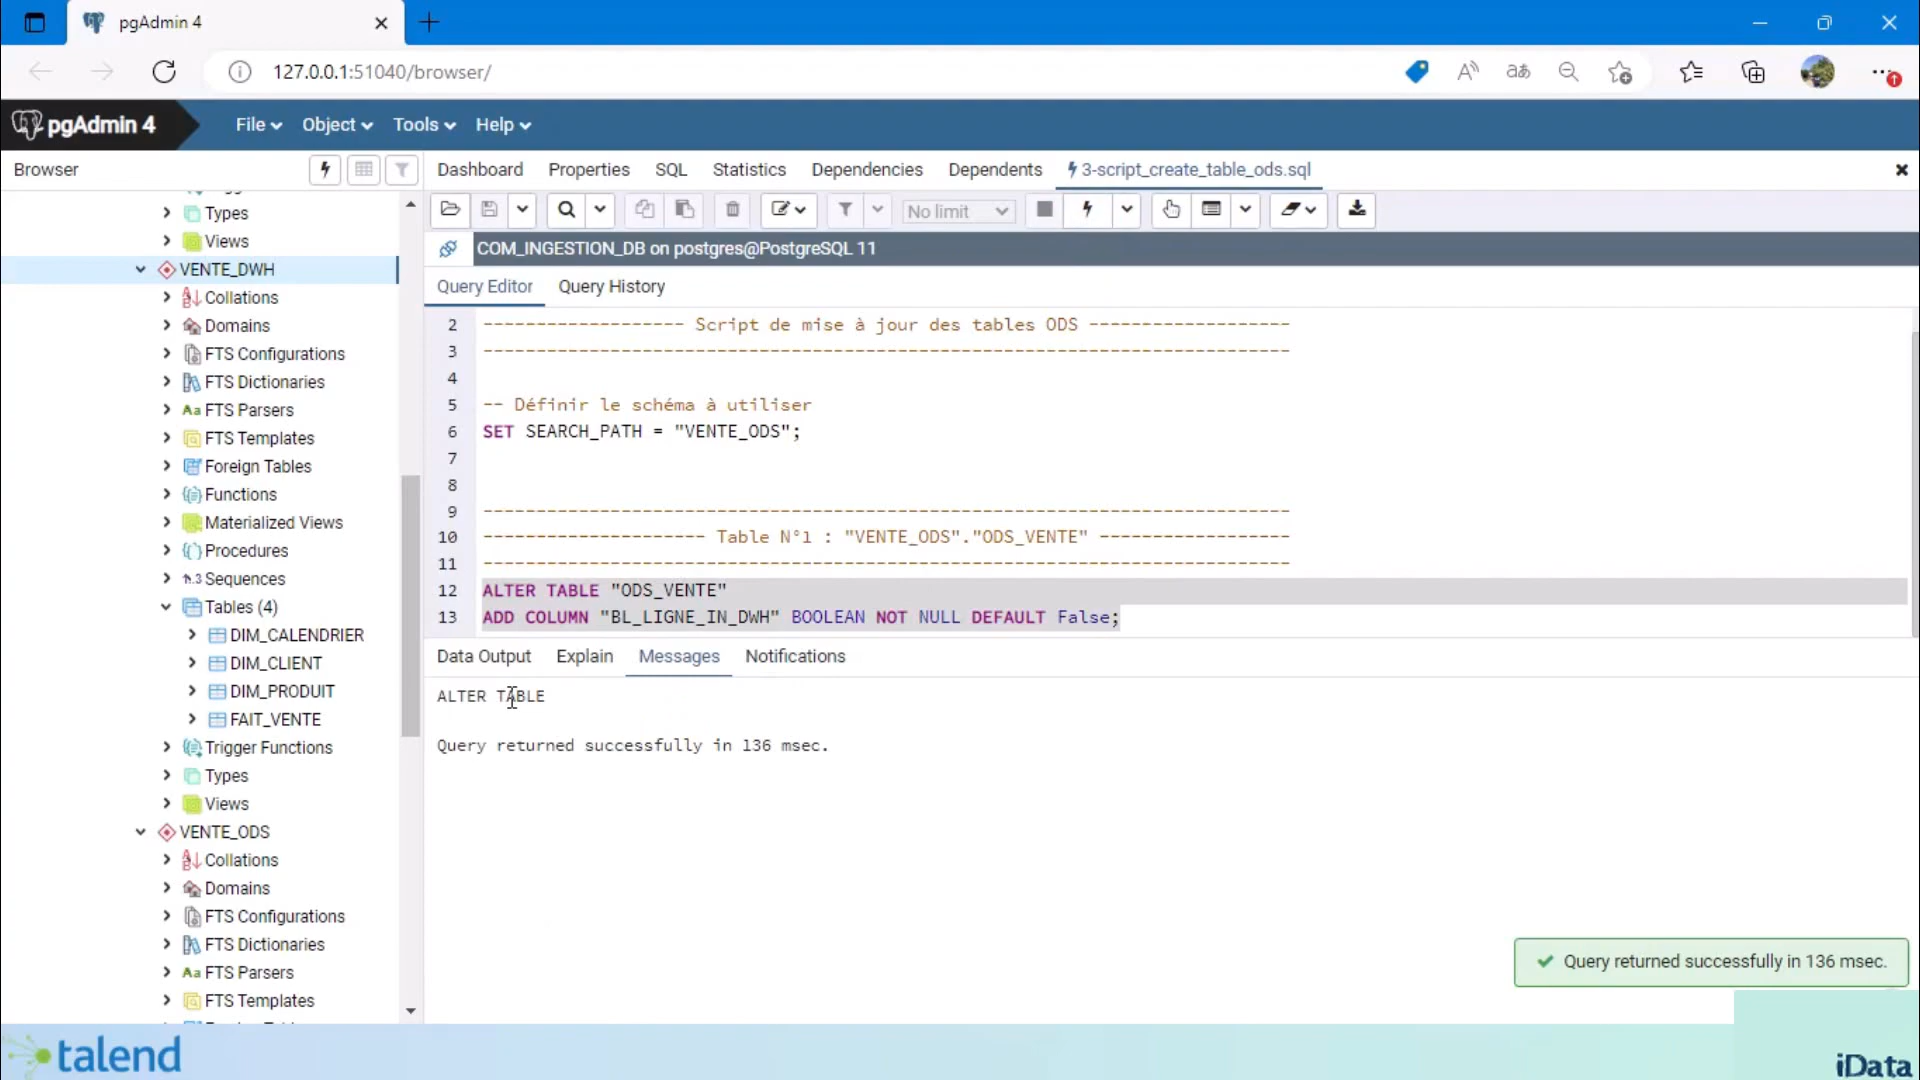 pgAdmin 4
127.0.0.1:51040/browser/
pgAdmin 4
File
Object
Tools
Help
Browser
Dashboard
Properties
SQL
Statistics
Dependencies
Dependents
3-script_create_table_ods.sql
No limit
COM_INGESTION_DB on postgres@PostgreSQL 11
Query Editor
Query History
Types
Views
VENTE_DWH
Collations
Domains
FTS Configurations
FTS Dictionaries
FTS Parsers
FTS Templates
Foreign Tables
Functions
Materialized Views
Procedures
Sequences
Tables (4)
DIM_CALENDRIER
DIM_CLIENT
DIM_PRODUIT
FAIT_VENTE
Trigger Functions
Types
Views
VENTE_ODS
Collations
Domains
FTS Configurations
FTS Dictionaries
FTS Parsers
FTS Templates
2 ------------------- Script de mise à jour des tables ODS -------------------
3 ----------------------------------------------------------------------------
4
5 -- Définir le schéma à utiliser
6 SET SEARCH_PATH = "VENTE_ODS";
7
8
9 ----------------------------------------------------------------------------
10 --------------------- Table N°1 : "VENTE_ODS"."ODS_VENTE" ------------------
11 ----------------------------------------------------------------------------
12 ALTER TABLE "ODS_VENTE"
13 ADD COLUMN "BL_LIGNE_IN_DWH" BOOLEAN NOT NULL DEFAULT False;
Data Output
Explain
Messages
Notifications
ALTER TABLE
Query returned successfully in 136 msec.
Query returned successfully in 136 msec.
talend
iData